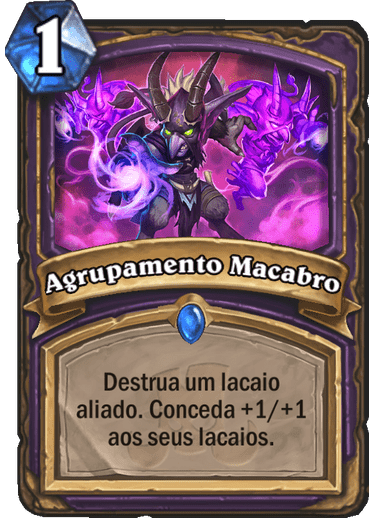 1
Agrupamento Macabro
Destrua um lacaio
aliado. Conceda +1/+1
aos seus lacaios.